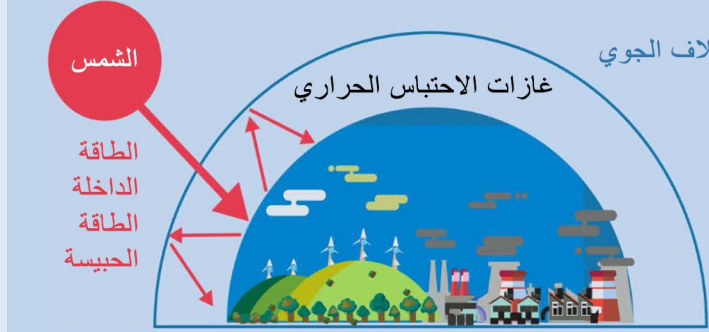 الشمس
لاف الجوي
غازات الاحتباس الحراري
الطاقة
الداخلة
الطاقة
الحبيسة